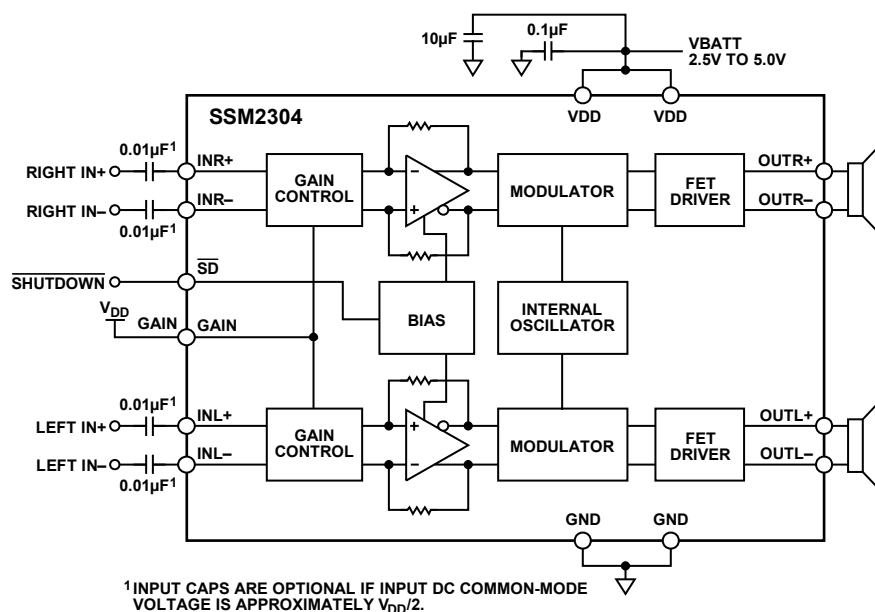 10µF
0.1µF
VBATT
2.5V TO 5.0V
VDD
VDD
SSM2304
0.01µF¹
RIGHT IN+
INR+
GAIN
CONTROL
−
+
MODULATOR
FET
DRIVER
OUTR+
RIGHT IN−
INR−
0.01µF¹
OUTR−
SHUTDOWN
SD
BIAS
INTERNAL
OSCILLATOR
VDD
GAIN
GAIN
0.01µF¹
LEFT IN+
INL+
GAIN
CONTROL
+
−
MODULATOR
FET
DRIVER
OUTL+
LEFT IN−
INL−
0.01µF¹
OUTL−
GND
GND
¹ INPUT CAPS ARE OPTIONAL IF INPUT DC COMMON-MODE
VOLTAGE IS APPROXIMATELY VDD/2.